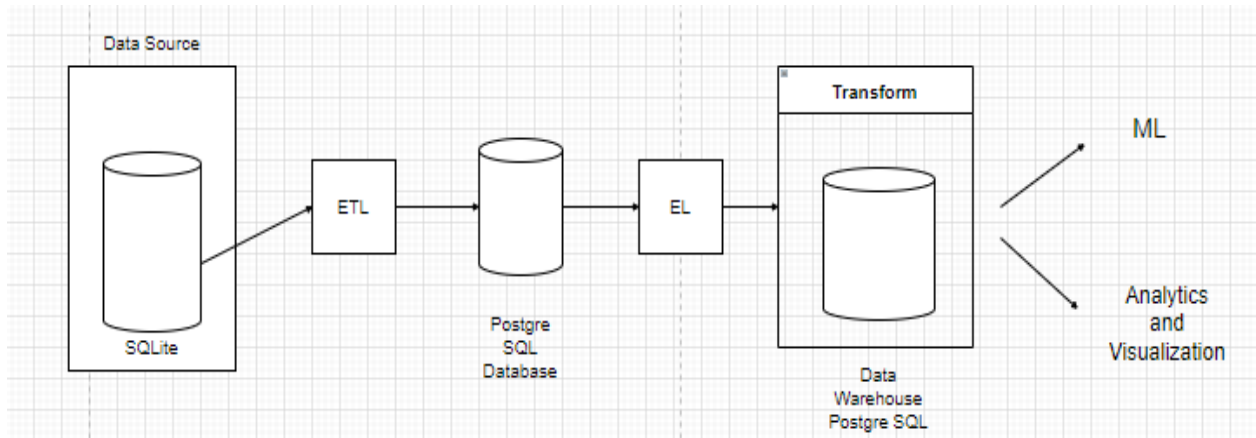 Data Source
SQLite
ETL
Postgre
SQL
Database
EL
Transform
Data
Warehouse
Postgre SQL
ML
Analytics
and
Visualization